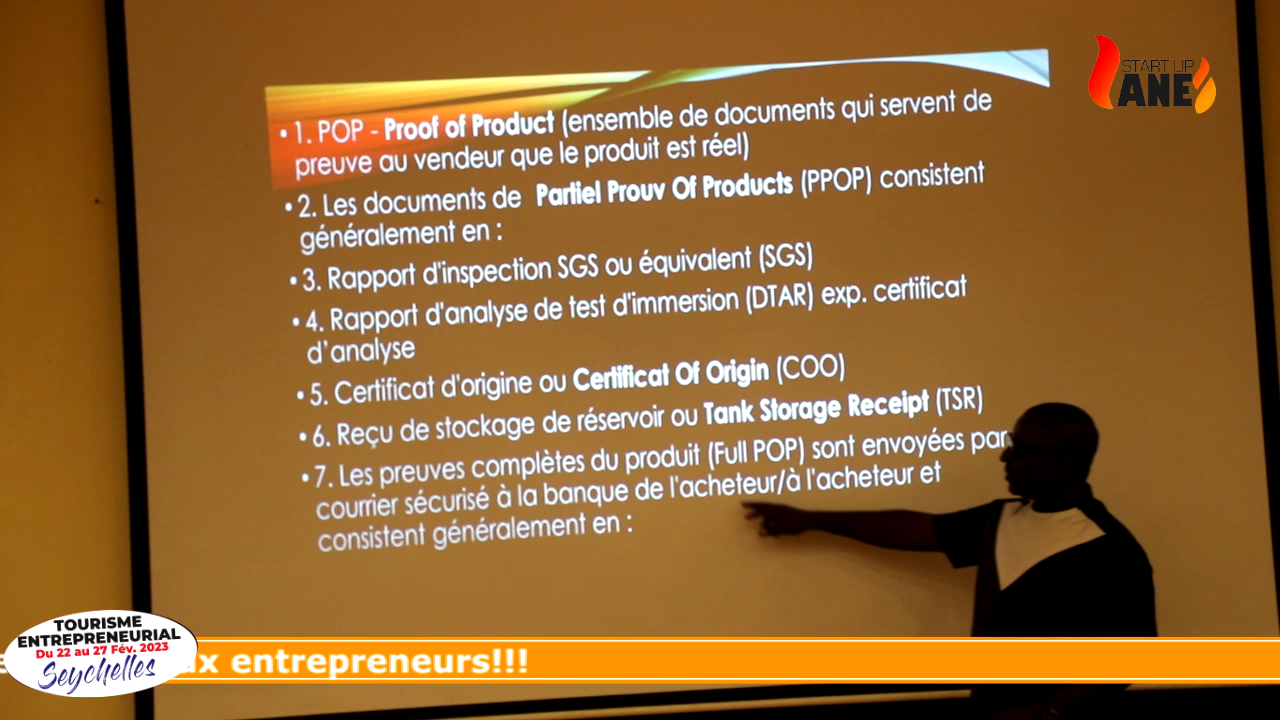 START UP
ANE
• 1. POP - Proof of Product (ensemble de documents qui servent de
preuve au vendeur que le produit est réel)
• 2. Les documents de Partiel Prouv Of Products (PPOP) consistent
généralement en :
• 3. Rapport d'inspection SGS ou équivalent (SGS)
• 4. Rapport d'analyse de test d'immersion (DTAR) exp. certificat
d'analyse
• 5. Certificat d'origine ou Certificat Of Origin (COO)
• 6. Reçu de stockage de réservoir ou Tank Storage Receipt (TSR)
• 7. Les preuves complètes du produit (Full POP) sont envoyées par
courrier sécurisé à la banque de l'acheteur/à l'acheteur et
consistent généralement en :
TOURISME
ENTREPRENEURIAL
Du 22 au 27 Fév. 2023
Seychelles
entrepreneurs!!!